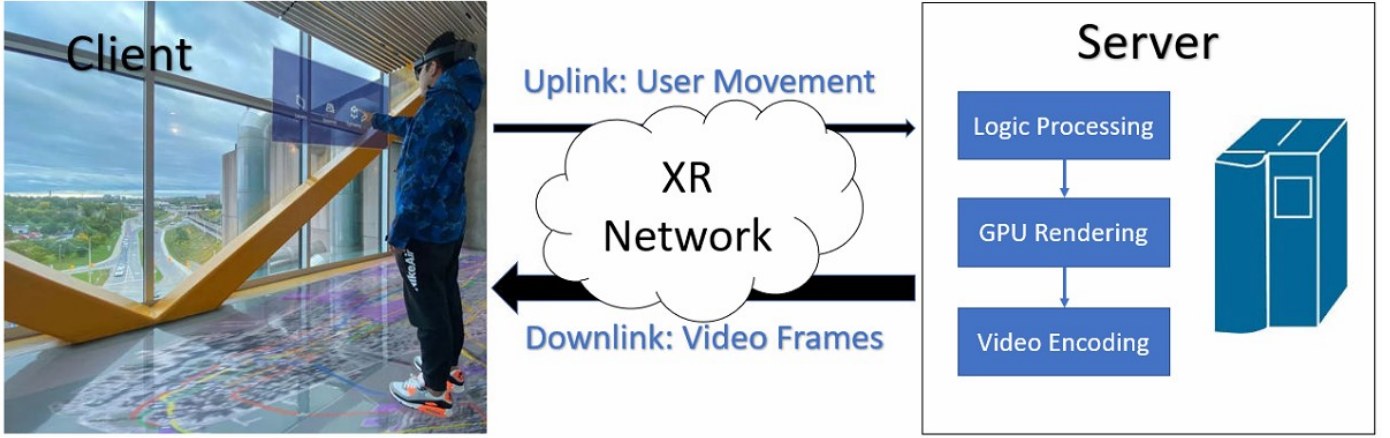 Client
Uplink: User Movement
XR
Network
Downlink: Video Frames
Server
Logic Processing
GPU Rendering
Video Encoding